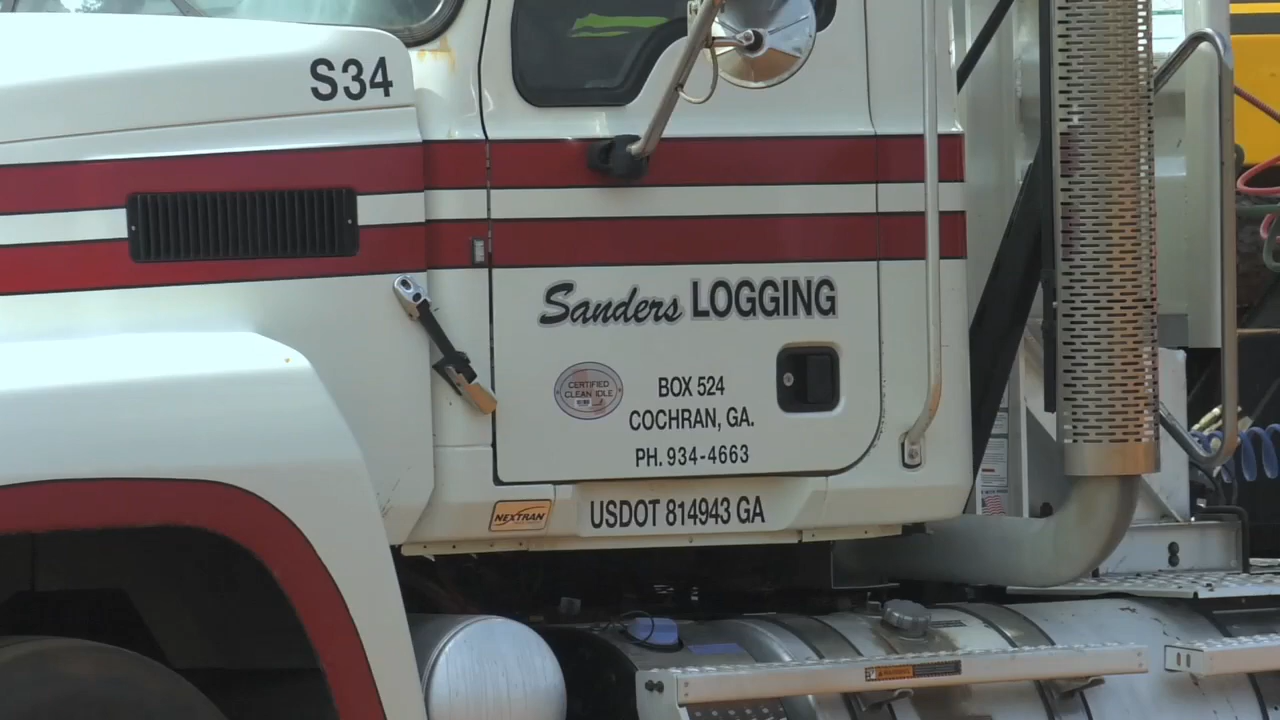 S34
Sanders LOGGING
CERTIFIED
CLEAN IDLE
BOX 524
COCHRAN, GA.
PH. 934-4663
NEXTRAN
USDOT 814943 GA